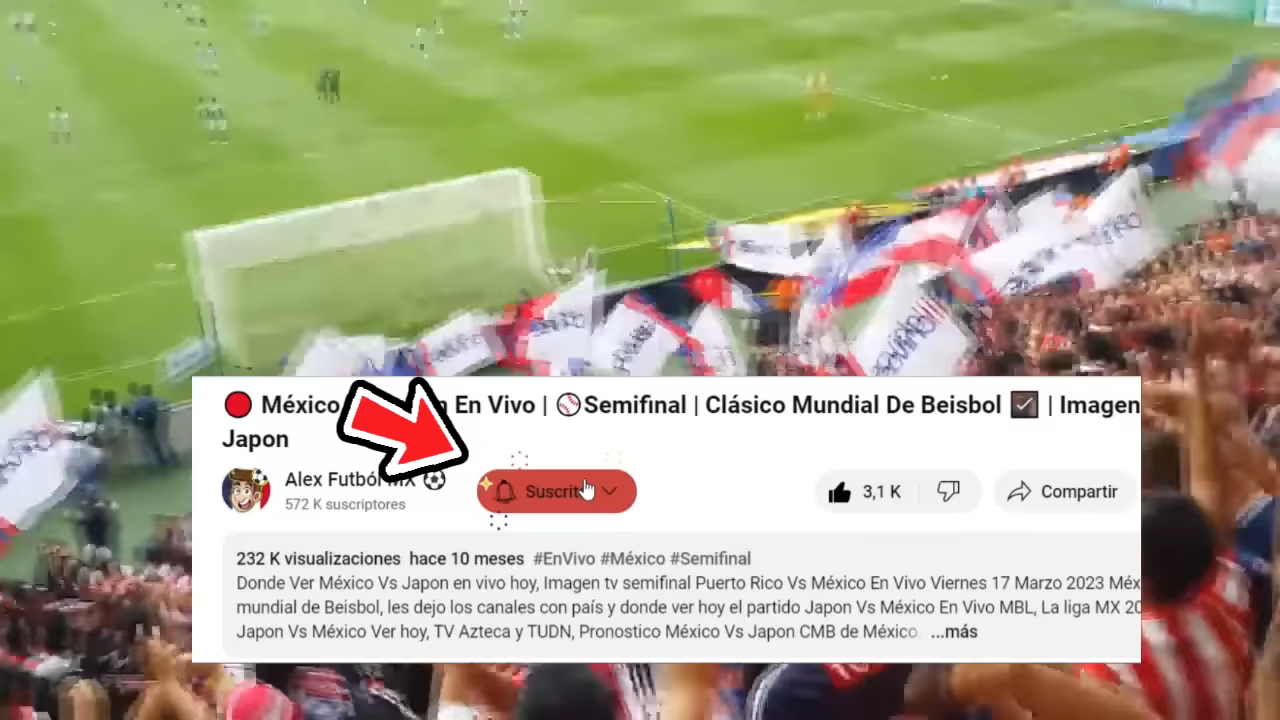 México En Vivo | Semifinal | Clásico Mundial De Beisbol | Imagen
Japon
Alex Futból MX
572 K suscriptores
Suscrito
3,1 K
Compartir
232 K visualizaciones hace 10 meses #EnVivo #México #Semifinal
Donde Ver México Vs Japon en vivo hoy, Imagen tv semifinal Puerto Rico Vs México En Vivo Viernes 17 Marzo 2023 Méx
mundial de Beisbol, les dejo los canales con país y donde ver hoy el partido Japon Vs México En Vivo MBL, La liga MX 20
Japon Vs México Ver hoy, TV Azteca y TUDN, Pronostico México Vs Japon CMB de México. ...más